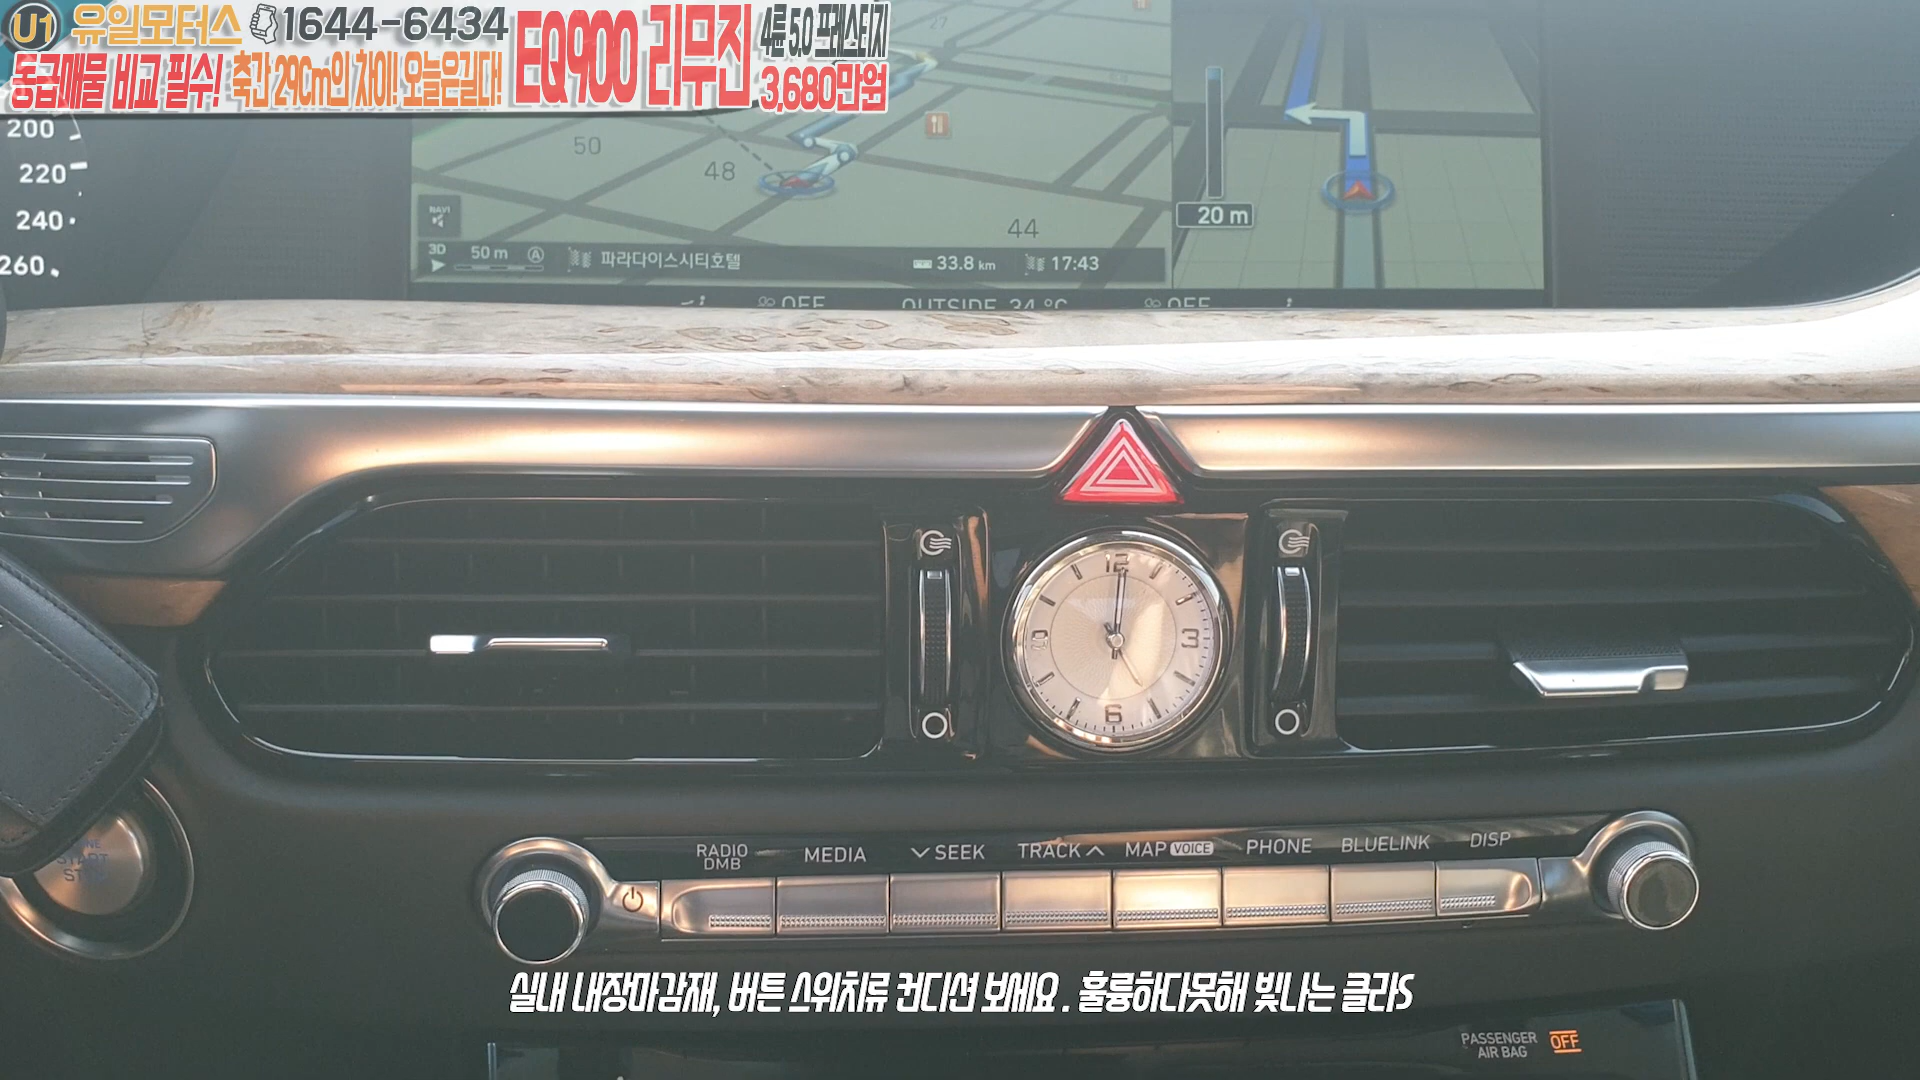 U1 유일모터스 1644-6434
동급매물 비교 필수! 축간 29Cm의 차이! 오늘은길다!
EQ900 리무진
4륜 5.0 프레스티지
3,680만원
200
220
240
260
27
50
48
44
NAVI
3D
50 m A
파라다이스시티호텔
33.8 km
17:43
20 m
OFF OUTSIDE 34 °C OFF
12
3
6
9
START
RADIO DMB
MEDIA
SEEK
TRACK
MAP VOICE
PHONE
BLUELINK
DISP
실내 내장마감재, 버튼 스위치류 컨디션 보세요. 훌륭하다못해 빛나는 클라S
PASSENGER
AIR BAG
OFF